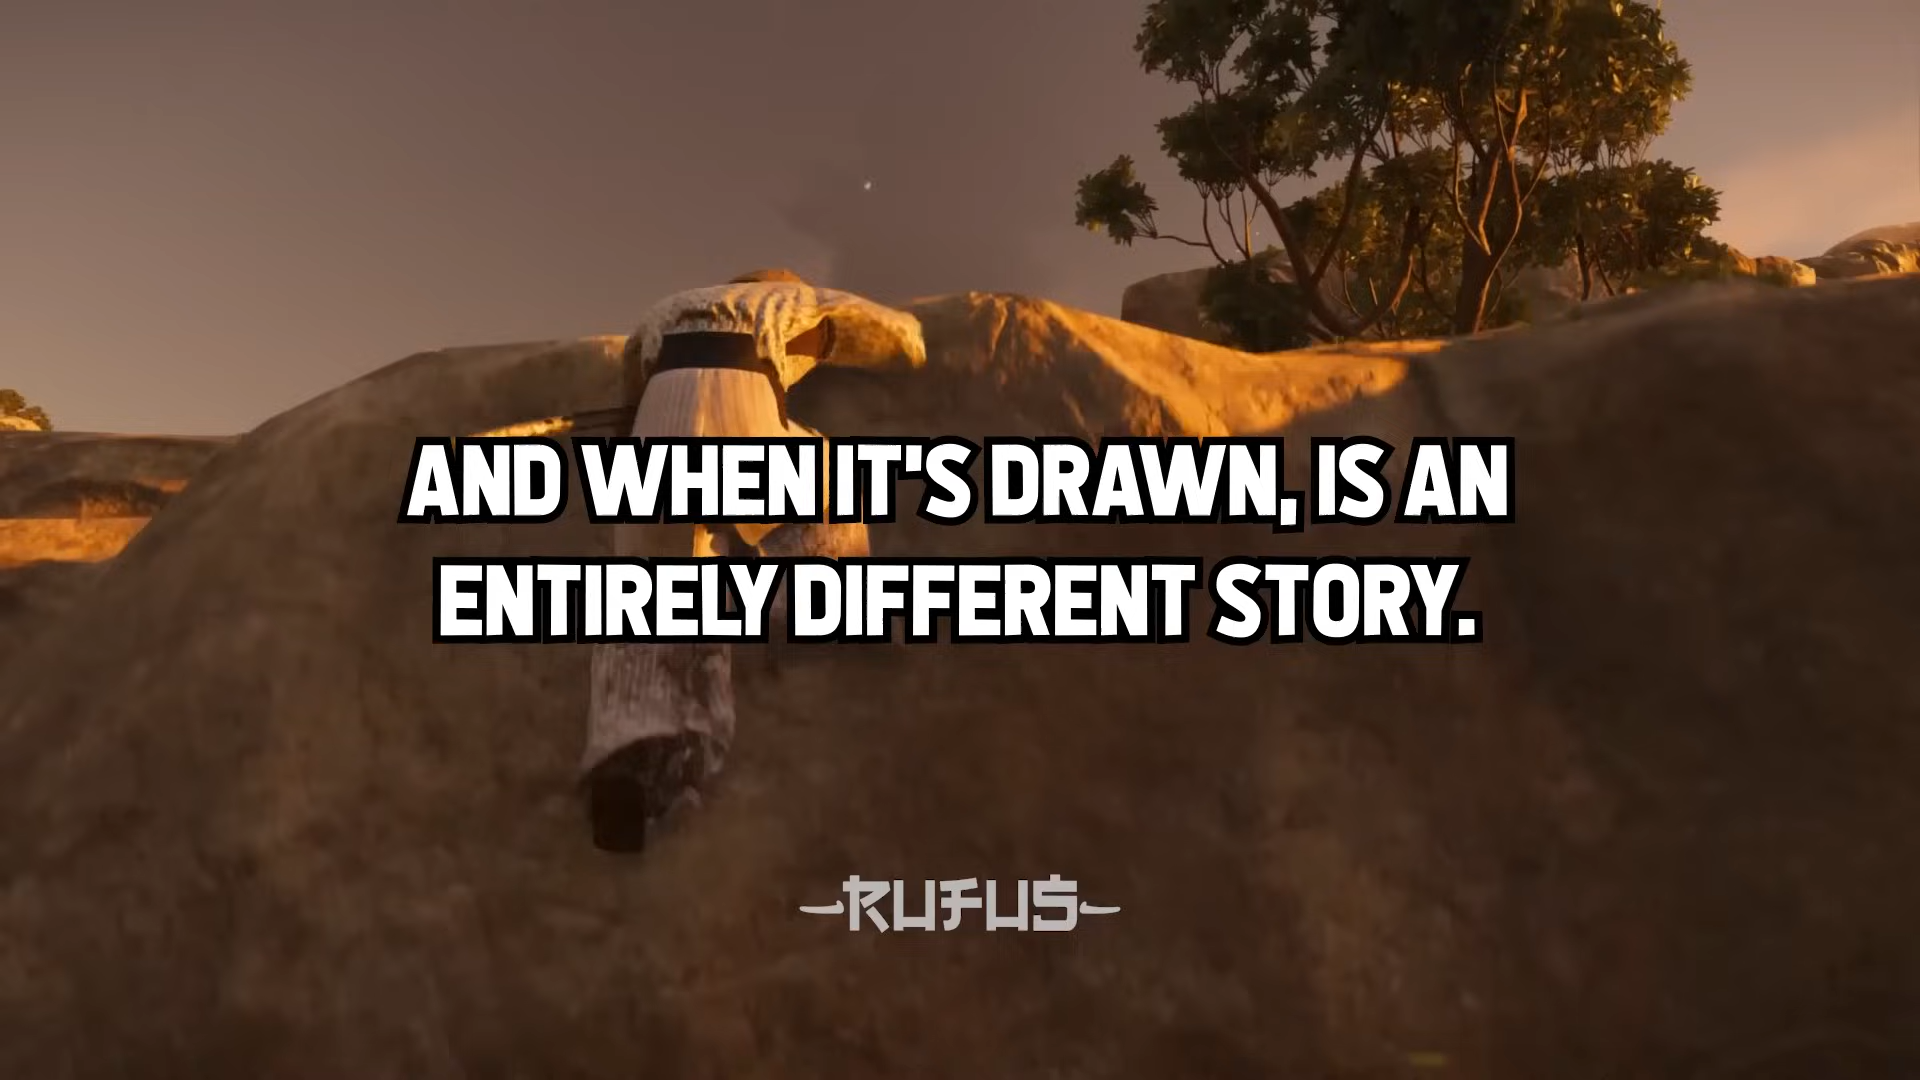 AND WHEN IT'S DRAWN, IS AN
ENTIRELY DIFFERENT STORY.
RUFUS